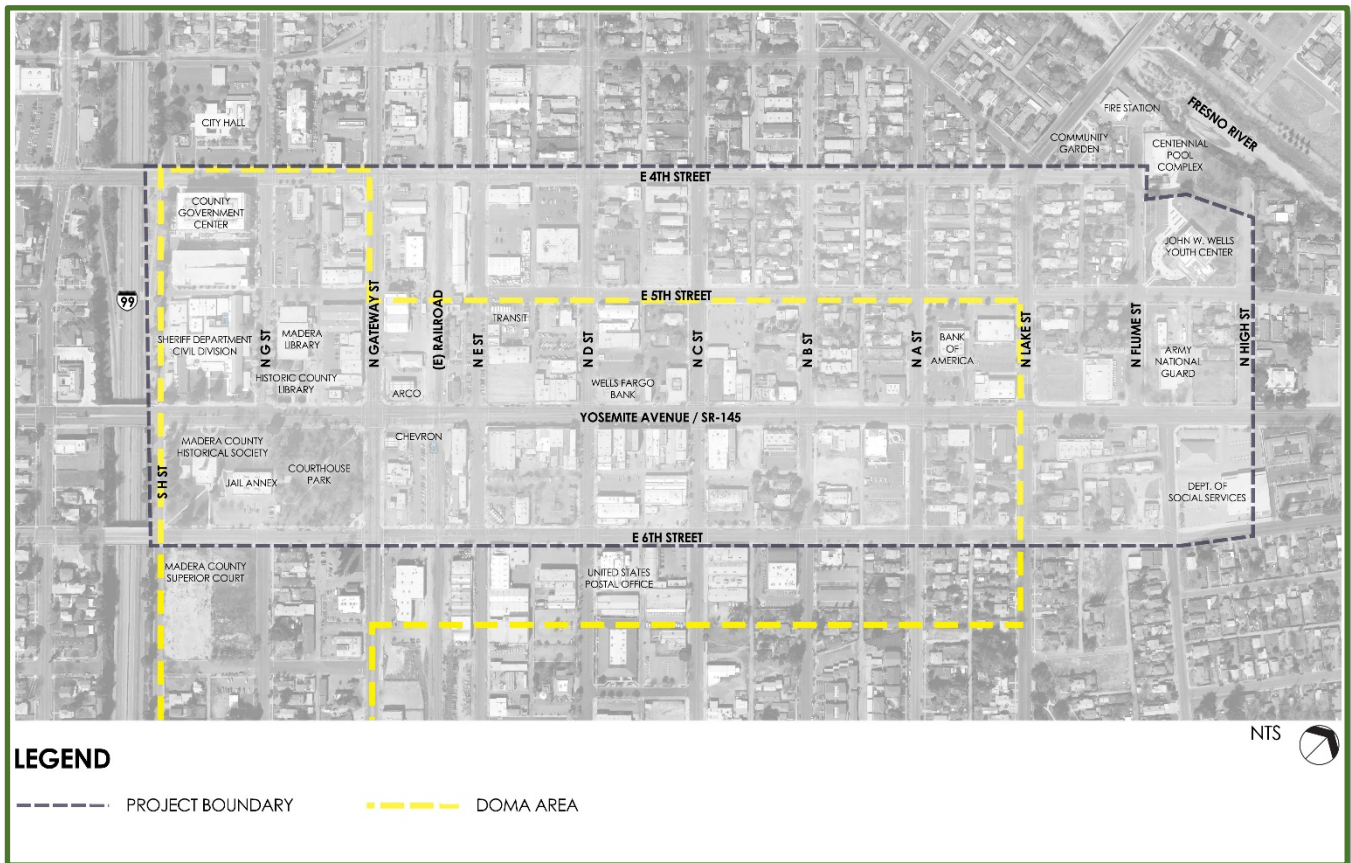 CITY HALL
FIRE STATION
FRESNO RIVER
COMMUNITY
GARDEN
CENTENNIAL
POOL
COMPLEX
E 4TH STREET
COUNTY
GOVERNMENT
CENTER
JOHN W. WELLS
YOUTH CENTER
99
E 5TH STREET
SHERIFF DEPARTMENT
CIVIL DIVISION
N G ST
MADERA
LIBRARY
HISTORIC COUNTY
LIBRARY
N GATEWAY ST
ARCO
(E) RAILROAD
N E ST
TRANSIT
N D ST
WELLS FARGO
BANK
N C ST
N B ST
N A ST
BANK
OF
AMERICA
N LAKE ST
N FLUME ST
ARMY
NATIONAL
GUARD
N HIGH ST
YOSEMITE AVENUE / SR-145
S H ST
MADERA COUNTY
HISTORICAL SOCIETY
JAIL ANNEX
COURTHOUSE
PARK
CHEVRON
DEPT. OF
SOCIAL SERVICES
E 6TH STREET
MADERA COUNTY
SUPERIOR COURT
UNITED STATES
POSTAL OFFICE
NTS
LEGEND
PROJECT BOUNDARY
DOMA AREA